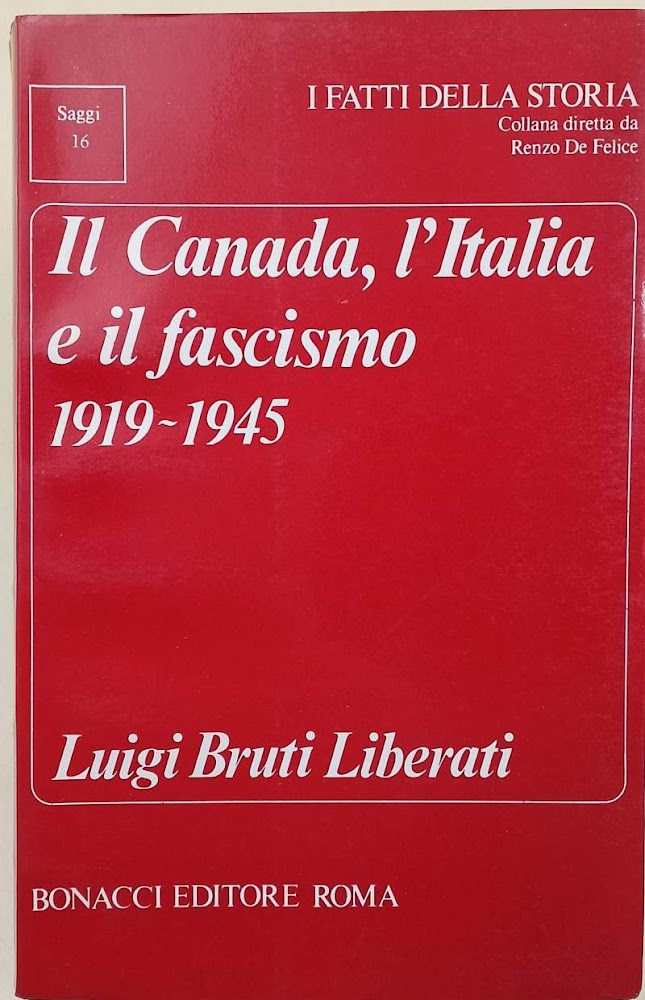 Saggi
16
I FATTI DELLA STORIA
Collana diretta da
Renzo De Felice
Il Canada, l'Italia
e il fascismo
1919~1945
Luigi Bruti Liberati
BONACCI EDITORE ROMA